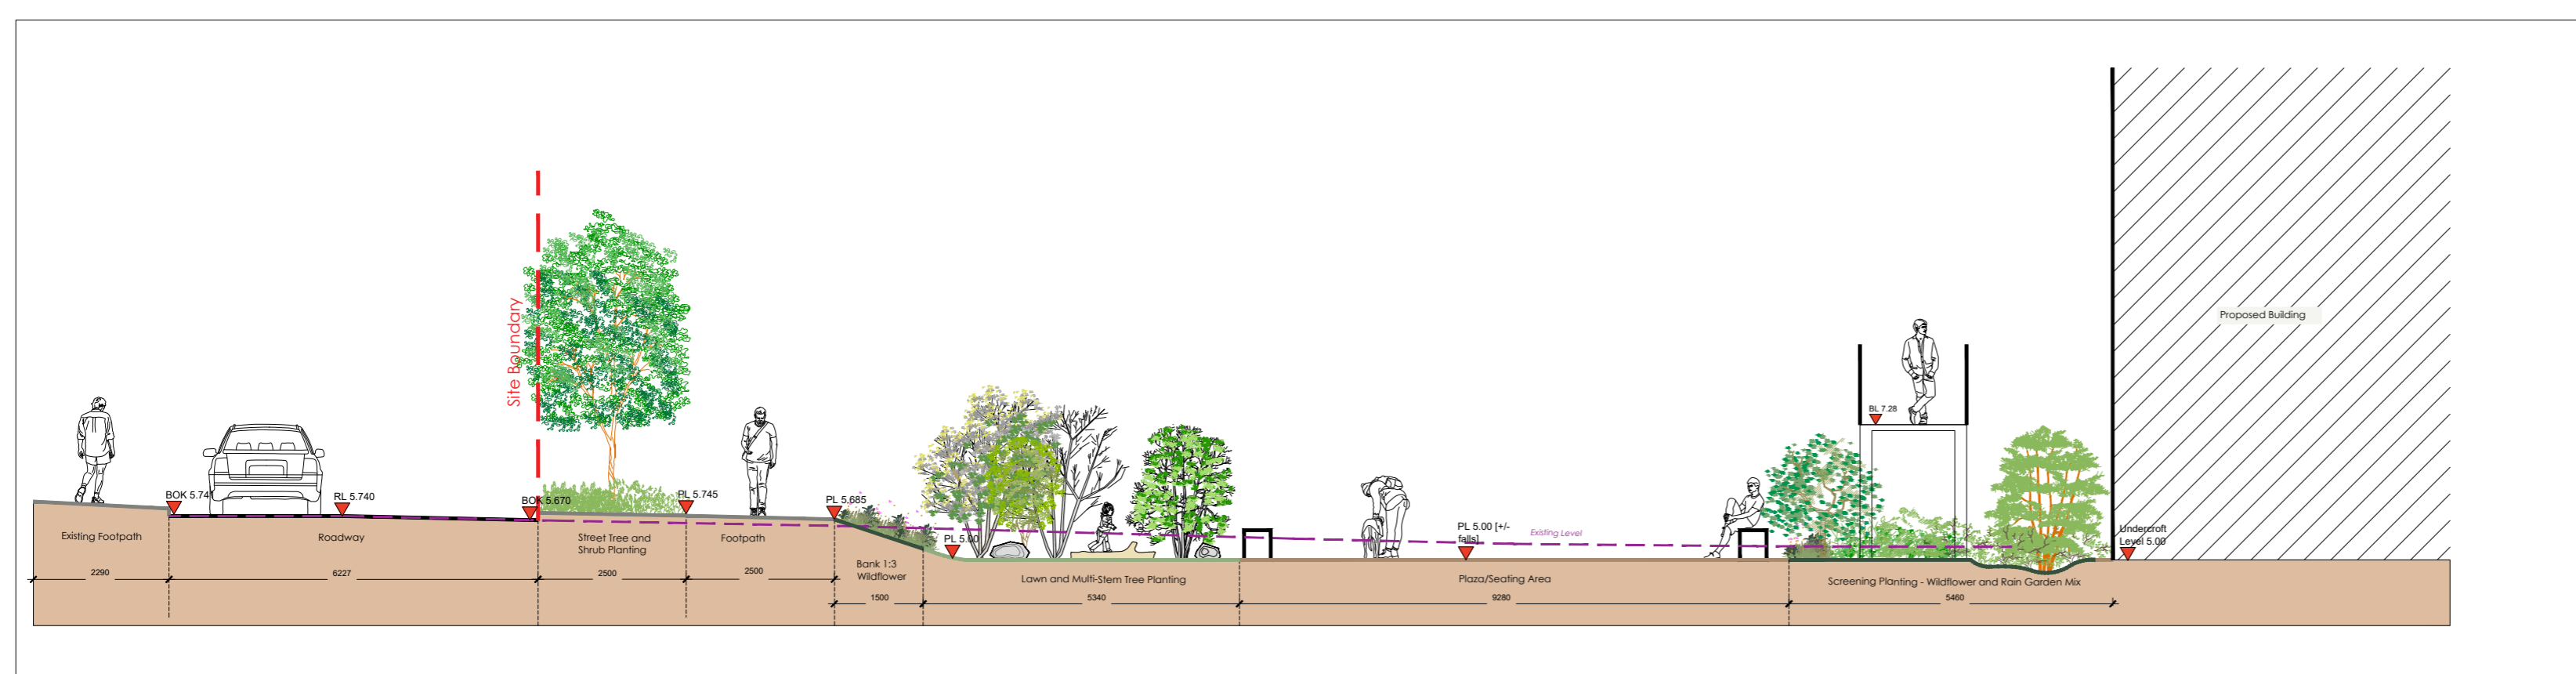 Site Boundary
Proposed Building
BL 7.28
BOK 5.74
RL 5.740
BOK 5.670
PL 5.745
PL 5.685
PL 5.00
PL 5.00 [+/-
falls]
Existing Level
Undercroft
Level 5.00
Existing Footpath
Roadway
Street Tree and
Shrub Planting
Footpath
Bank 1:3
Wildflower
Lawn and Multi-Stem Tree Planting
Plaza/Seating Area
Screening Planting - Wildflower and Rain Garden Mix
2290
6227
2500
2500
1500
5340
9280
5460